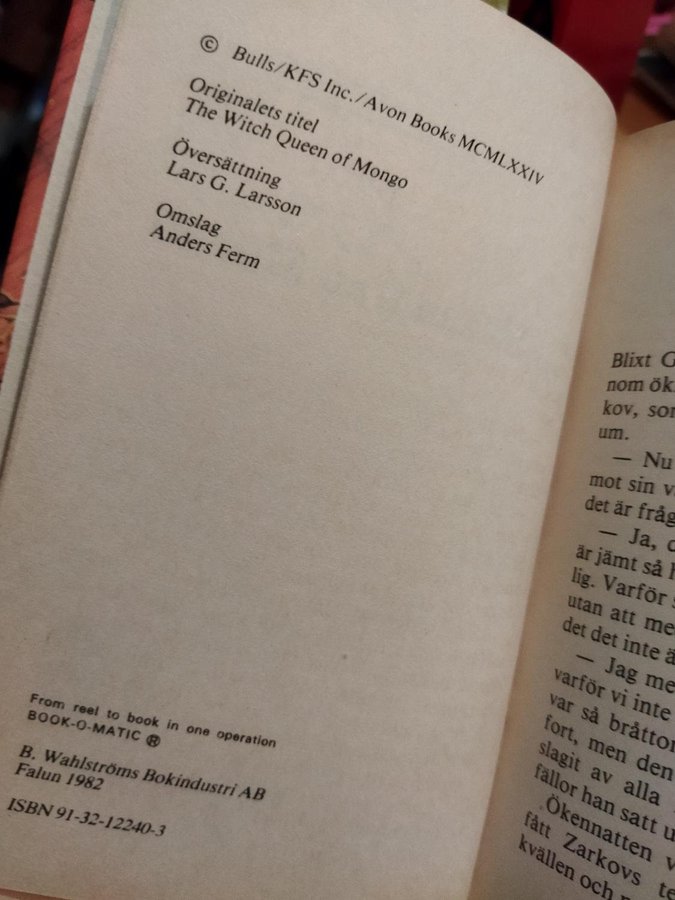 © Bulls/KFS Inc./Avon Books MCMLXXIV
Originalets titel
The Witch Queen of Mongo
Översättning
Lars G. Larsson
Omslag
Anders Ferm
From reel to book in one operation
BOOK-O-MATIC ®
B. Wahlströms Bokindustri AB
Falun 1982
ISBN 91-32-12240-3
Blixt G
nom ök
kov, som
um.
— Nu
mot sin v
det är fråg
— Ja, d
är jämt så h
lig. Varför s
utan att me
det det inte ä
— Jag me
varför vi inte
var så bråttom
fort, men den
slagit av alla
fällor han satt u
Ökennatten v
fått Zarkovs te
kvällen och